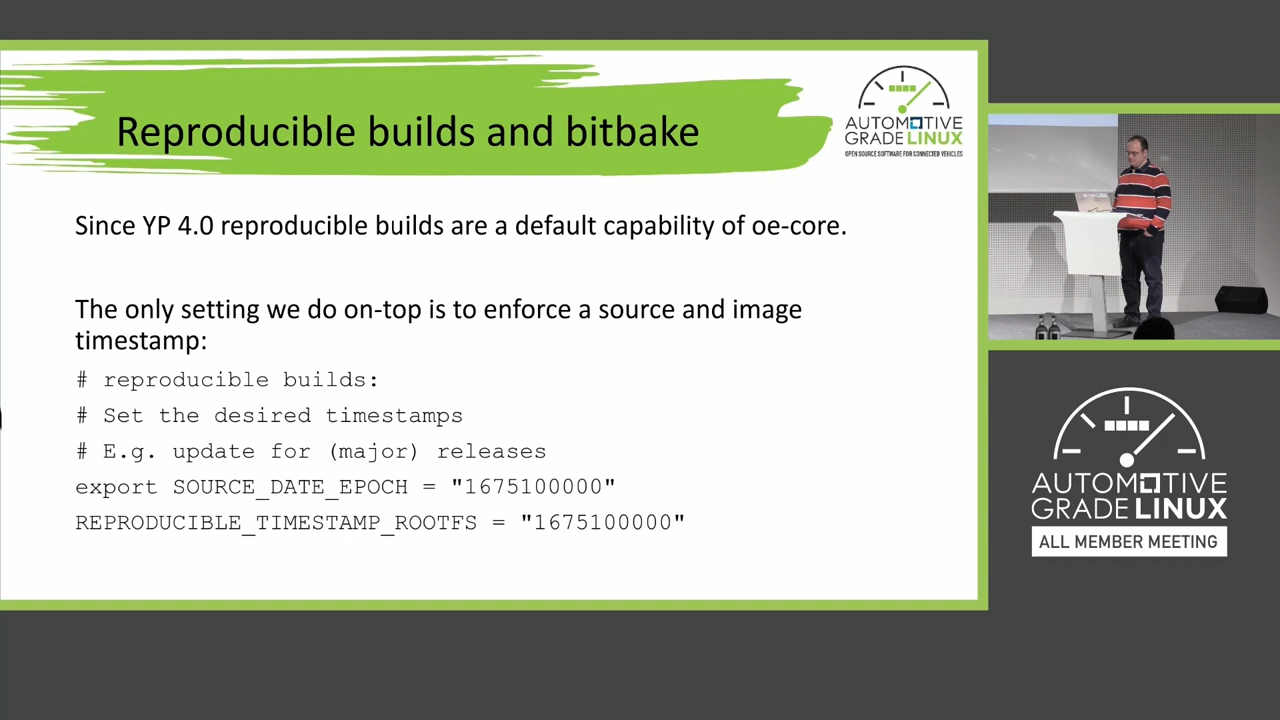 Reproducible builds and bitbake
AUTOMOTIVE
GRADE LINUX
OPEN SOURCE SOFTWARE FOR CONNECTED VEHICLES
Since YP 4.0 reproducible builds are a default capability of oe-core.
The only setting we do on-top is to enforce a source and image
timestamp:
# reproducible builds:
# Set the desired timestamps
# E.g. update for (major) releases
export SOURCE_DATE_EPOCH = "1675100000"
REPRODUCIBLE_TIMESTAMP_ROOTFS = "1675100000"
AUTOMOTIVE
GRADE LINUX
ALL MEMBER MEETING